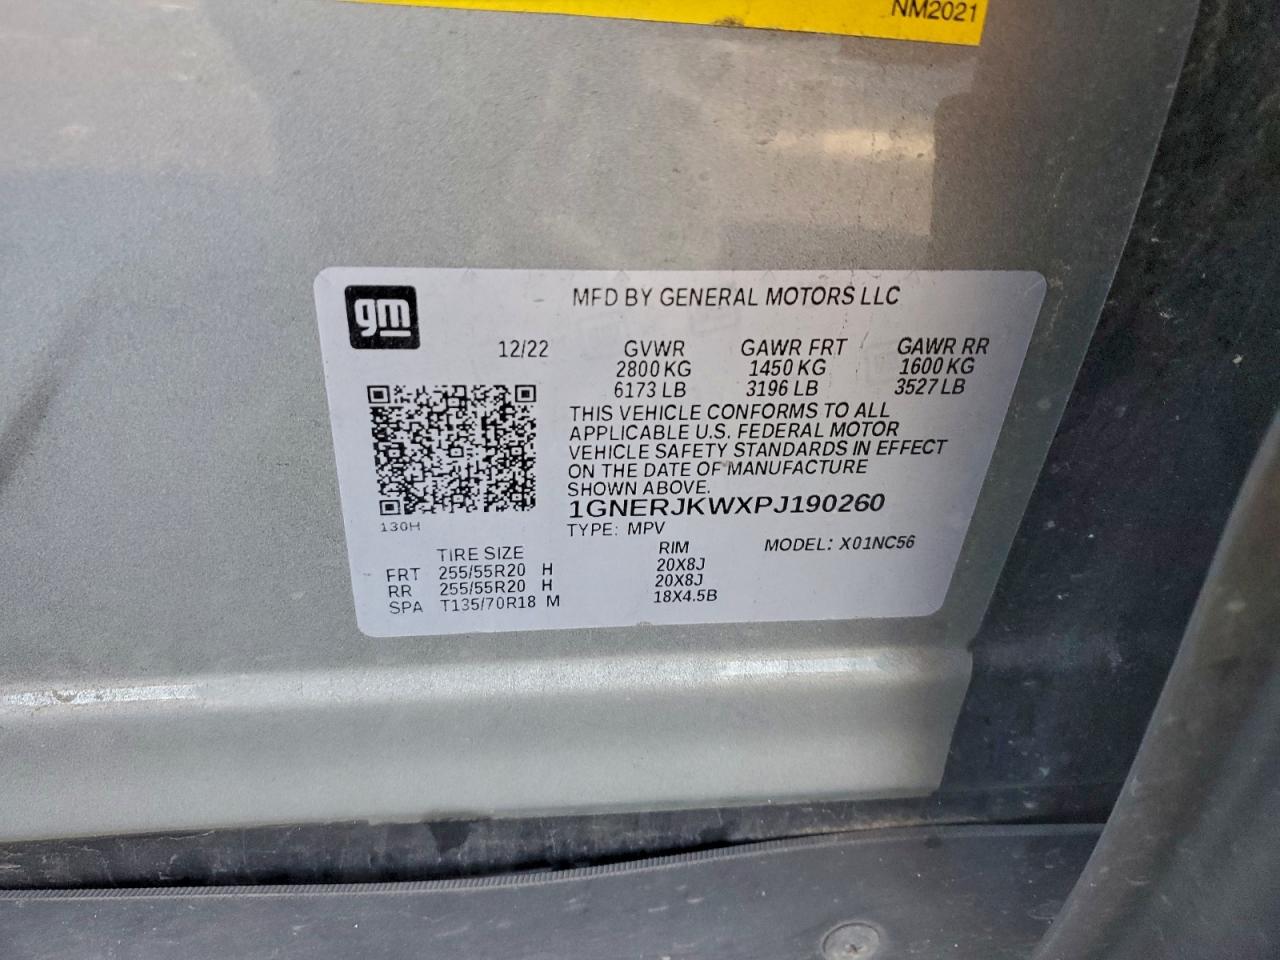 NM2021
gm
MFD BY GENERAL MOTORS LLC
12/22 GVWR GAWR FRT GAWR RR
2800 KG 1450 KG 1600 KG
6173 LB 3196 LB 3527 LB
THIS VEHICLE CONFORMS TO ALL
APPLICABLE U.S. FEDERAL MOTOR
VEHICLE SAFETY STANDARDS IN EFFECT
ON THE DATE OF MANUFACTURE
SHOWN ABOVE.
1GNERJKWXPJ190260
130H
TYPE: MPV
MODEL: X01NC56
TIRE SIZE RIM
FRT 255/55R20 H 20X8J
RR 255/55R20 H 20X8J
SPA T135/70R18 M 18X4.5B